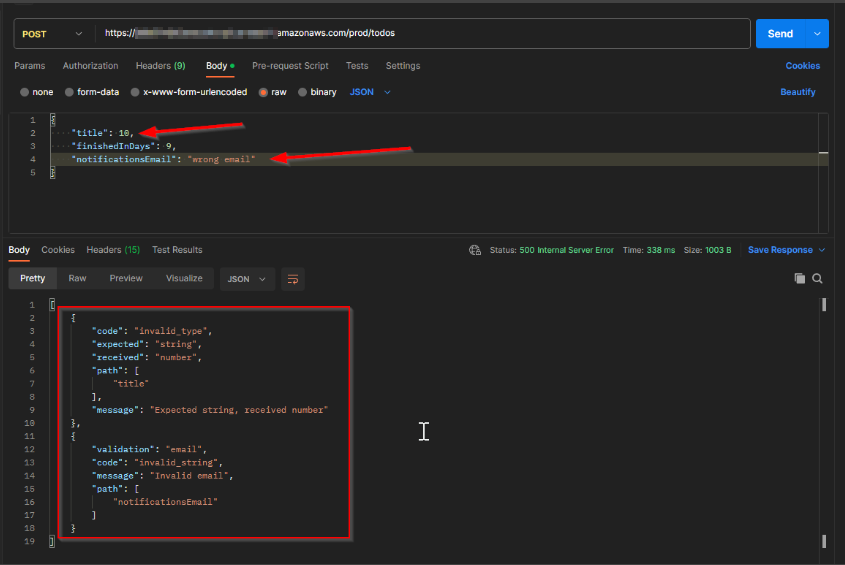 POST https:// amazonaws.com/prod/todos Send
Params Authorization Headers (9) Body Pre-request Script Tests Settings Cookies
none form-data x-www-form-urlencoded raw binary JSON Beautify
1 {
2 "title": 10,
3 "finishedInDays": 9,
4 "notificationsEmail": "wrong email"
5 }
Body Cookies Headers (15) Test Results Status: 500 Internal Server Error Time: 338 ms Size: 1003 B Save Response
Pretty Raw Preview Visualize JSON
1 [
2 {
3 "code": "invalid_type",
4 "expected": "string",
5 "received": "number",
6 "path": [
7 "title"
8 ],
9 "message": "Expected string, received number"
10 },
11 {
12 "validation": "email",
13 "code": "invalid_string",
14 "message": "Invalid email",
15 "path": [
16 "notificationsEmail"
17 ]
18 }
19 ]